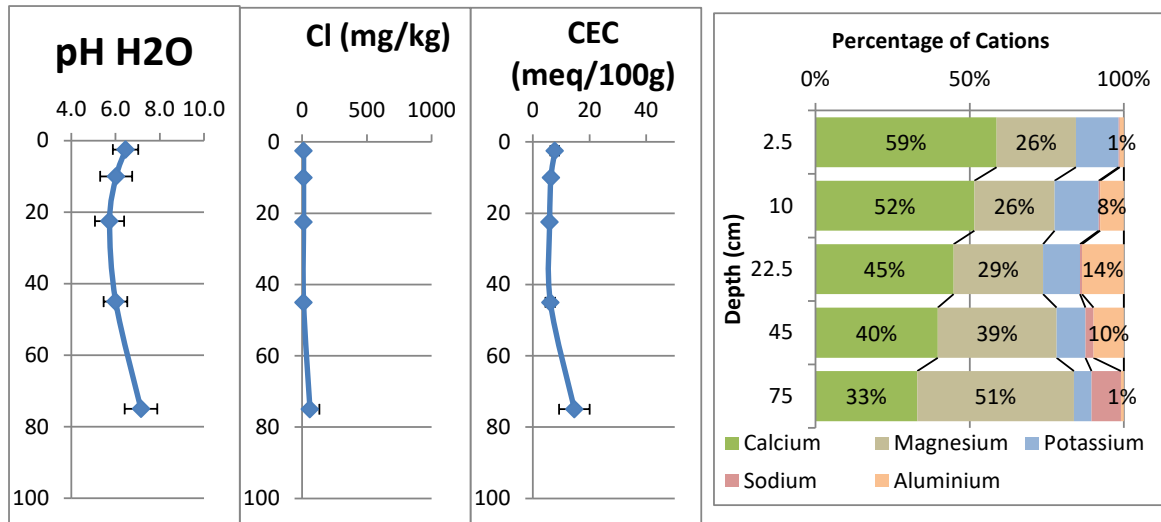 pH H2O
4.0 6.0 8.0 10.0
0
20
40
60
80
100
Cl (mg/kg)
0 500 1000
0
20
40
60
80
100
CEC
(meq/100g)
0 20 40
0
20
40
60
80
100
Percentage of Cations
0% 50% 100%
Depth (cm)
2.5 59% 26% 1%
10 52% 26% 8%
22.5 45% 29% 14%
45 40% 39% 10%
75 33% 51% 1%
Calcium Magnesium Potassium
Sodium Aluminium